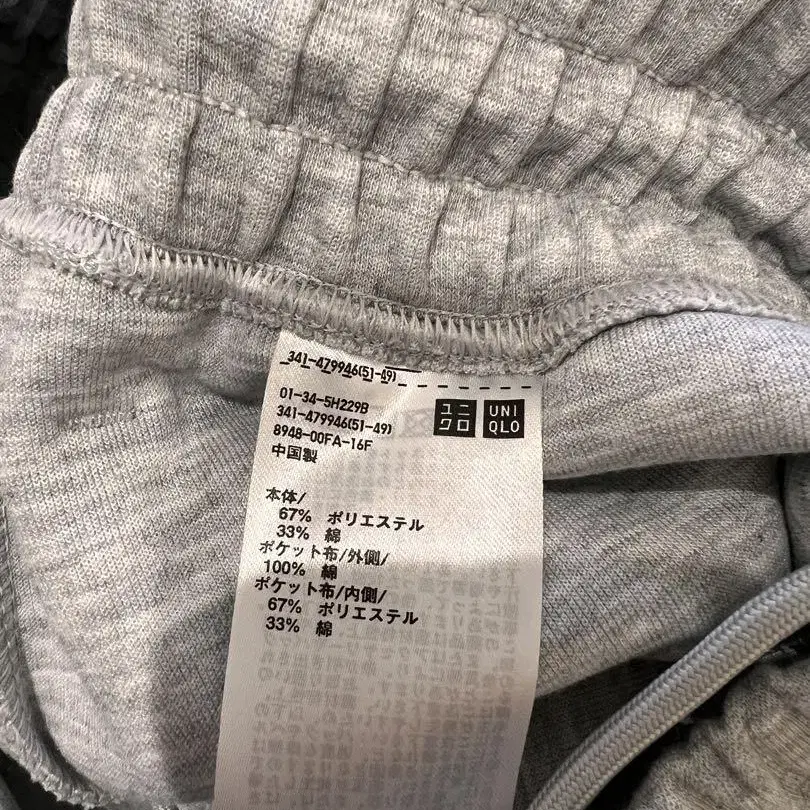 341-479946(51-49)
01-34-5H229B
341-479946(51-49)
8948-00FA-16F
中国製
ユニ
クロ
UNI
QLO
本体/
67% ポリエステル
33% 綿
ポケット布/外側/
100% 綿
ポケット布/内側/
67% ポリエステル
33% 綿